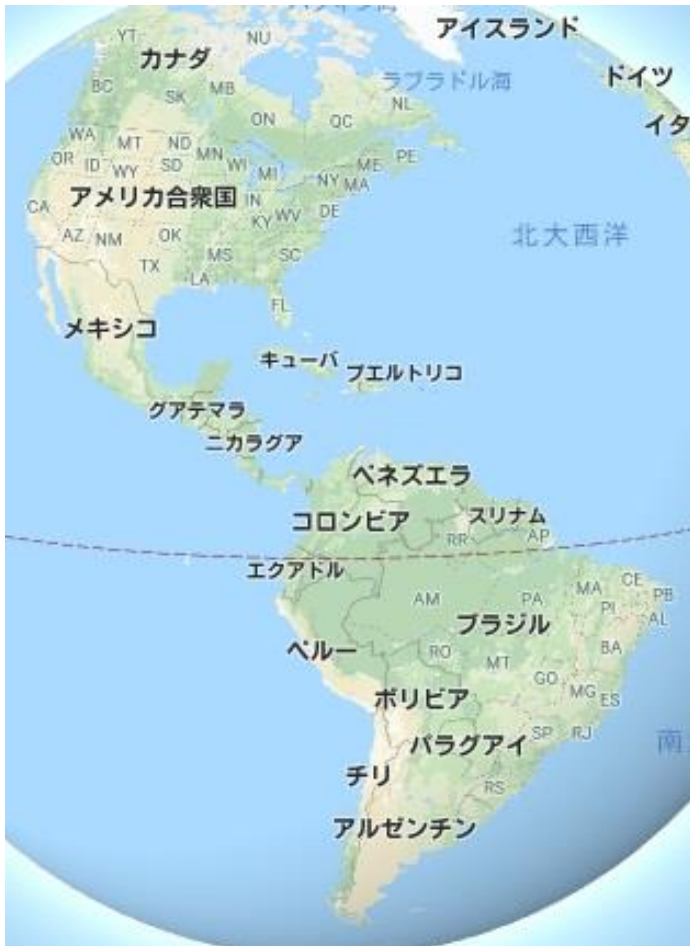 YT
NU
アイスランド
カナダ
ドイツ
BC
SK
MB
ラブラドル海
NL
ON
QC
イタ
WA
MT
ND
OR
ID
WY
SD
MN
WI
MI
NY
MA
ME
PE
アメリカ合衆国
CA
IN
KY
WV
DE
AZ
NM
OK
北大西洋
TX
MS
SC
LA
FL
メキシコ
キューバ
プエルトリコ
グアテマラ
ニカラグア
ベネズエラ
コロンビア
スリナム
RR
AP
エクアドル
AM
PA
MA
CE
PB
PI
AL
ブラジル
ペルー
RO
MT
BA
GO
MG
ES
ボリビア
SP
RJ
南
パラグアイ
チリ
RS
アルゼンチン